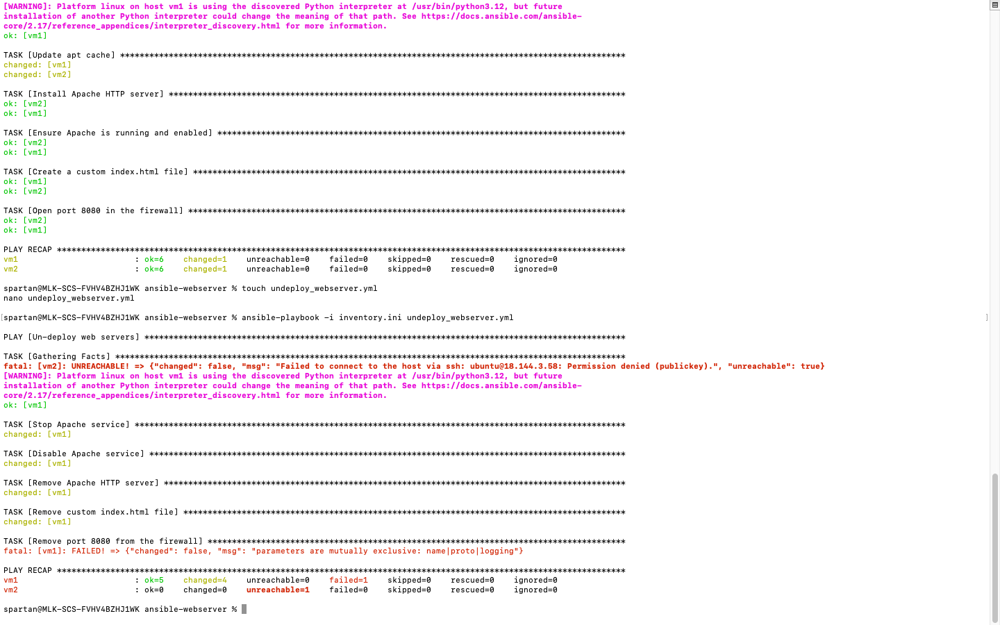 [WARNING]: Platform linux on host vm1 is using the discovered Python interpreter at /usr/bin/python3.12, but future
installation of another Python interpreter could change the meaning of that path. See https://docs.ansible.com/ansible-
core/2.17/reference_appendices/interpreter_discovery.html for more information.
ok: [vm1]
TASK [Update apt cache] ********************************************************************************************************
changed: [vm1]
changed: [vm2]
TASK [Install Apache HTTP server] **********************************************************************************************
ok: [vm2]
ok: [vm1]
TASK [Ensure Apache is running and enabled] ************************************************************************************
ok: [vm2]
ok: [vm1]
TASK [Create a custom index.html file] *****************************************************************************************
ok: [vm1]
ok: [vm2]
TASK [Open port 8080 in the firewall] ******************************************************************************************
ok: [vm2]
ok: [vm1]
PLAY RECAP *********************************************************************************************************************
vm1                        : ok=6    changed=1    unreachable=0    failed=0    skipped=0    rescued=0    ignored=0
vm2                        : ok=6    changed=1    unreachable=0    failed=0    skipped=0    rescued=0    ignored=0
spartan@MLK-SCS-FVHV4BZHJ1WK ansible-webserver % touch undeploy_webserver.yml
nano undeploy_webserver.yml
[spartan@MLK-SCS-FVHV4BZHJ1WK ansible-webserver % ansible-playbook -i inventory.ini undeploy_webserver.yml ]
PLAY [Un-deploy web servers] ***************************************************************************************************
TASK [Gathering Facts] *********************************************************************************************************
fatal: [vm2]: UNREACHABLE! => {"changed": false, "msg": "Failed to connect to the host via ssh: ubuntu@18.144.3.58: Permission denied (publickey).", "unreachable": true}
[WARNING]: Platform linux on host vm1 is using the discovered Python interpreter at /usr/bin/python3.12, but future
installation of another Python interpreter could change the meaning of that path. See https://docs.ansible.com/ansible-
core/2.17/reference_appendices/interpreter_discovery.html for more information.
ok: [vm1]
TASK [Stop Apache service] *****************************************************************************************************
changed: [vm1]
TASK [Disable Apache service] **************************************************************************************************
changed: [vm1]
TASK [Remove Apache HTTP server] ***********************************************************************************************
changed: [vm1]
TASK [Remove custom index.html file] *******************************************************************************************
changed: [vm1]
TASK [Remove port 8080 from the firewall] **************************************************************************************
fatal: [vm1]: FAILED! => {"changed": false, "msg": "parameters are mutually exclusive: name|proto|logging"}
PLAY RECAP *********************************************************************************************************************
vm1                        : ok=5    changed=4    unreachable=0    failed=1    skipped=0    rescued=0    ignored=0
vm2                        : ok=0    changed=0    unreachable=1    failed=0    skipped=0    rescued=0    ignored=0
spartan@MLK-SCS-FVHV4BZHJ1WK ansible-webserver %